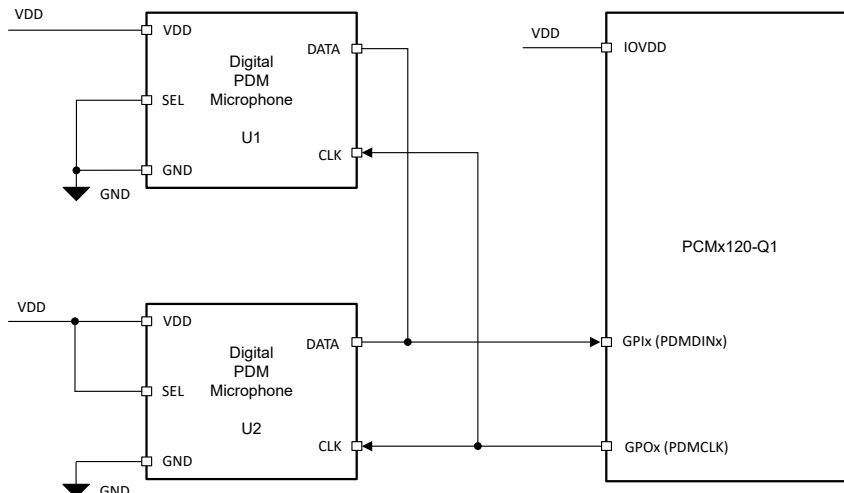 VDD
VDD
SEL
GND
GND
Digital
PDM
Microphone
U1
DATA
CLK
VDD
VDD
SEL
GND
GND
Digital
PDM
Microphone
U2
DATA
CLK
VDD
IOVDD
PCMx120-Q1
GPIx (PDMDINx)
GPOx (PDMCLK)